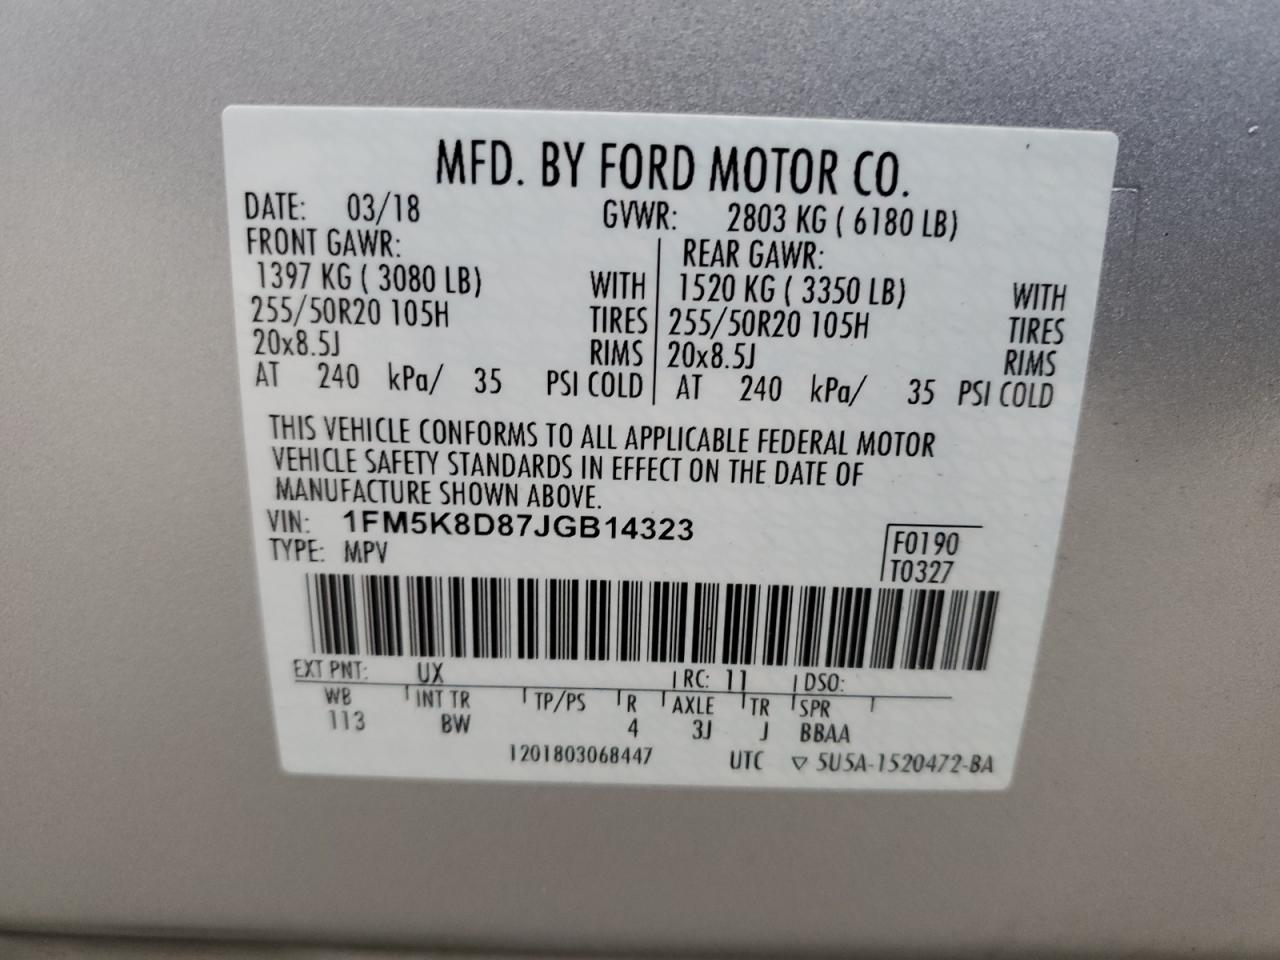 MFD. BY FORD MOTOR CO.
DATE: 03/18 GVWR: 2803 KG ( 6180 LB)
FRONT GAWR: REAR GAWR:
1397 KG ( 3080 LB) WITH 1520 KG ( 3350 LB) WITH
255/50R20 105H TIRES 255/50R20 105H TIRES
20x8.5J RIMS 20x8.5J RIMS
AT 240 kPa/ 35 PSI COLD AT 240 kPa/ 35 PSI COLD
THIS VEHICLE CONFORMS TO ALL APPLICABLE FEDERAL MOTOR
VEHICLE SAFETY STANDARDS IN EFFECT ON THE DATE OF
MANUFACTURE SHOWN ABOVE.
VIN: 1FM5K8D87JGB14323
TYPE: MPV
F0190
T0327
EXT PNT: UX RC: 11 DSO:
WB INT TR TP/PS R AXLE TR SPR
113 BW 4 3J J BBAA
1201803068447 UTC ▽ 5U5A-1520472-BA